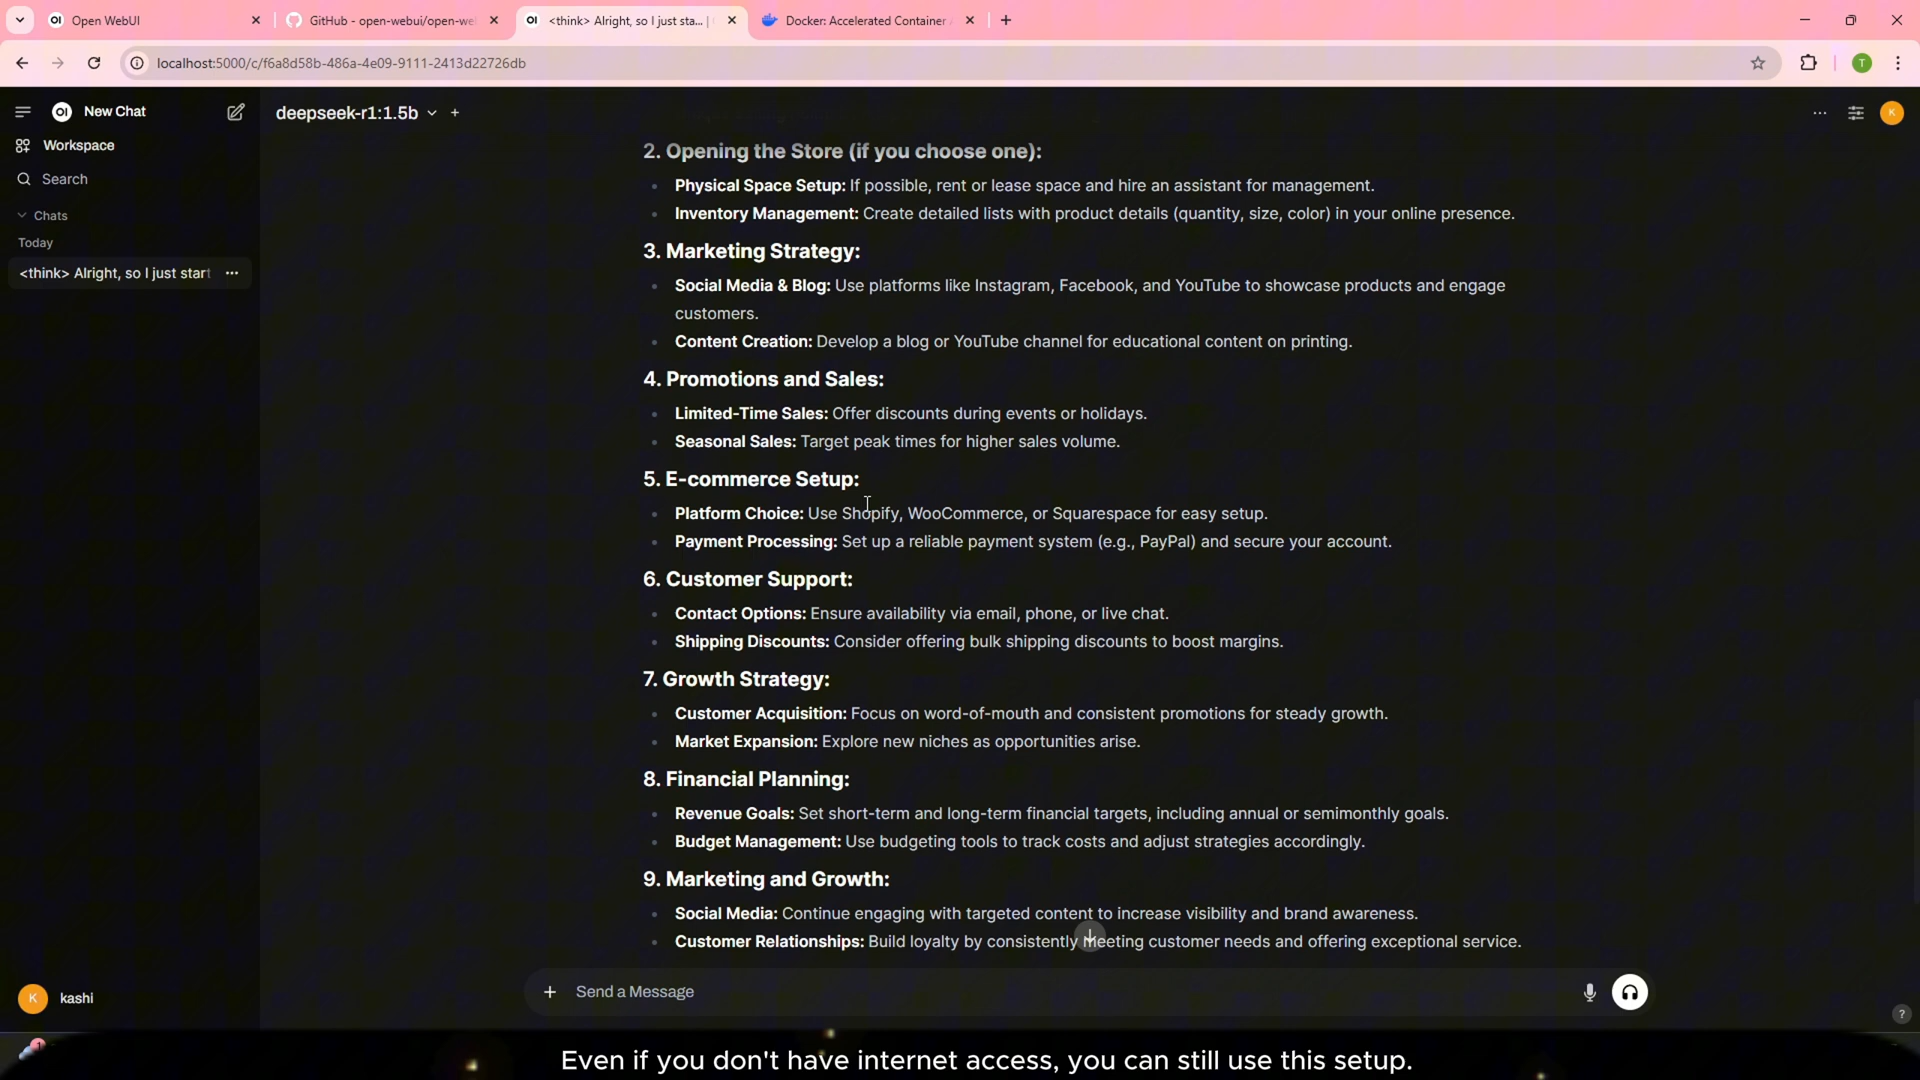 Open WebUI
GitHub - open-webui/open-we
<think> Alright, so I just sta... |
Docker: Accelerated Container
localhost:5000/c/f6a8d58b-486a-4e09-9111-2413d22726db
T
OI New Chat
deepseek-r1:1.5b
K
Workspace
Search
Chats
Today
<think> Alright, so I just start
2. Opening the Store (if you choose one):
Physical Space Setup: If possible, rent or lease space and hire an assistant for management.
Inventory Management: Create detailed lists with product details (quantity, size, color) in your online presence.
3. Marketing Strategy:
Social Media & Blog: Use platforms like Instagram, Facebook, and YouTube to showcase products and engage
customers.
Content Creation: Develop a blog or YouTube channel for educational content on printing.
4. Promotions and Sales:
Limited-Time Sales: Offer discounts during events or holidays.
Seasonal Sales: Target peak times for higher sales volume.
5. E-commerce Setup:
Platform Choice: Use Shopify, WooCommerce, or Squarespace for easy setup.
Payment Processing: Set up a reliable payment system (e.g., PayPal) and secure your account.
6. Customer Support:
Contact Options: Ensure availability via email, phone, or live chat.
Shipping Discounts: Consider offering bulk shipping discounts to boost margins.
7. Growth Strategy:
Customer Acquisition: Focus on word-of-mouth and consistent promotions for steady growth.
Market Expansion: Explore new niches as opportunities arise.
8. Financial Planning:
Revenue Goals: Set short-term and long-term financial targets, including annual or semimonthly goals.
Budget Management: Use budgeting tools to track costs and adjust strategies accordingly.
9. Marketing and Growth:
Social Media: Continue engaging with targeted content to increase visibility and brand awareness.
Customer Relationships: Build loyalty by consistently meeting customer needs and offering exceptional service.
Send a Message
K kashi
?
Even if you don't have internet access, you can still use this setup.